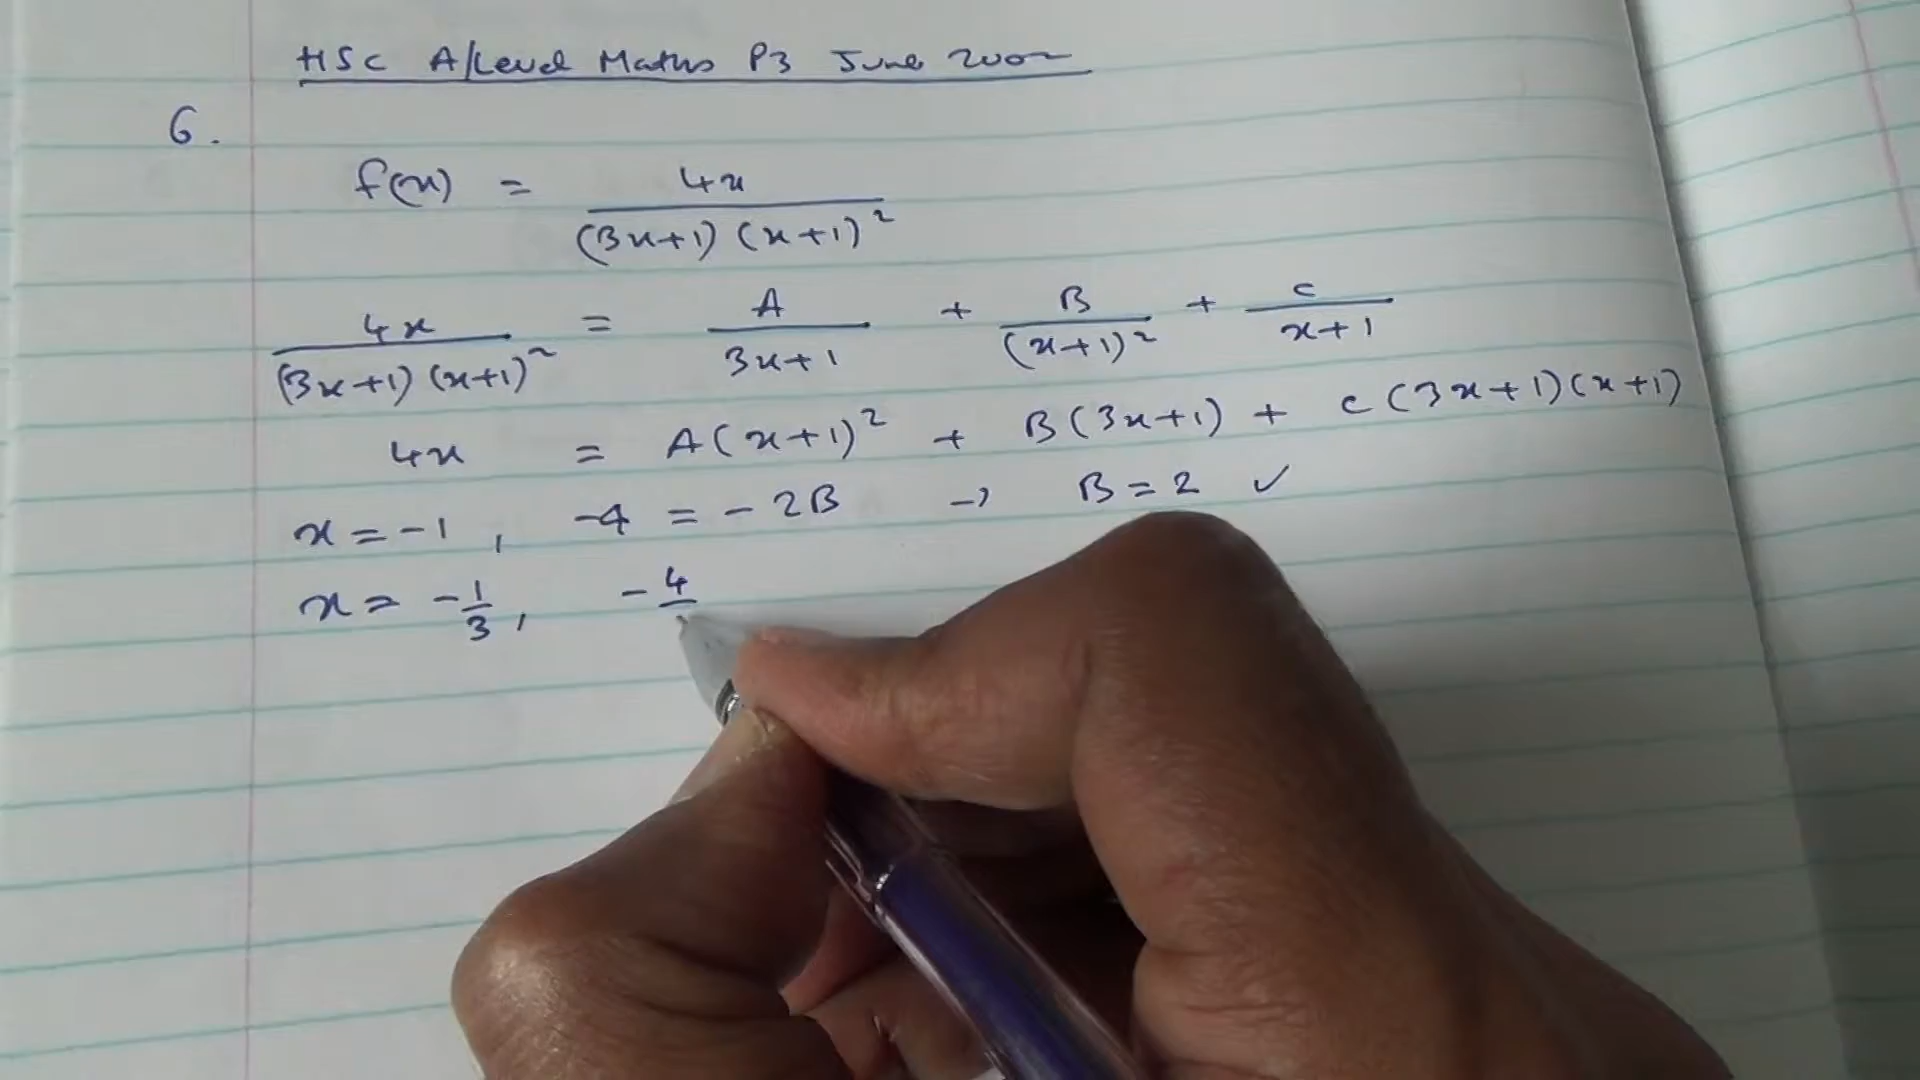 HSC A/Level Maths P3 June 2002
6.
f(x) = 4x / (3x+1)(x+1)²
4x / (3x+1)(x+1)² = A / 3x+1 + B / (x+1)² + C / x+1
4x = A(x+1)² + B(3x+1) + C(3x+1)(x+1)
x = -1, -4 = -2B → B = 2 ✓
x = -1/3, -4/